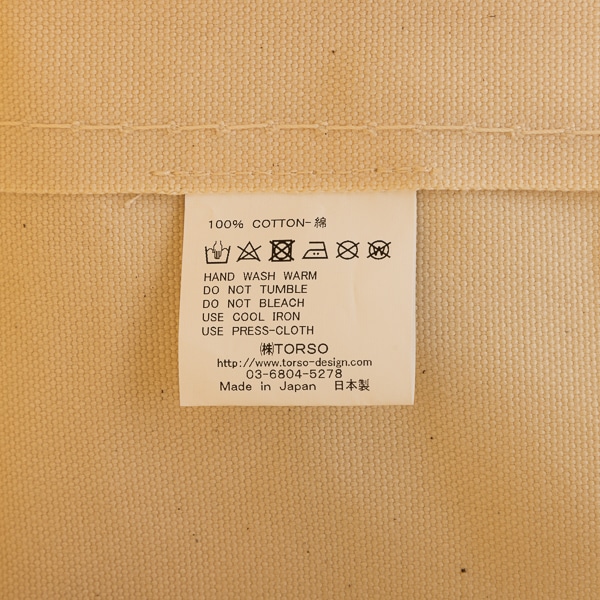 100% COTTON-綿
HAND WASH WARM
DO NOT TUMBLE
DO NOT BLEACH
USE COOL IRON
USE PRESS-CLOTH
㈱TORSO
http://www.torso-design.com
03-6804-5278
Made in Japan 日本製